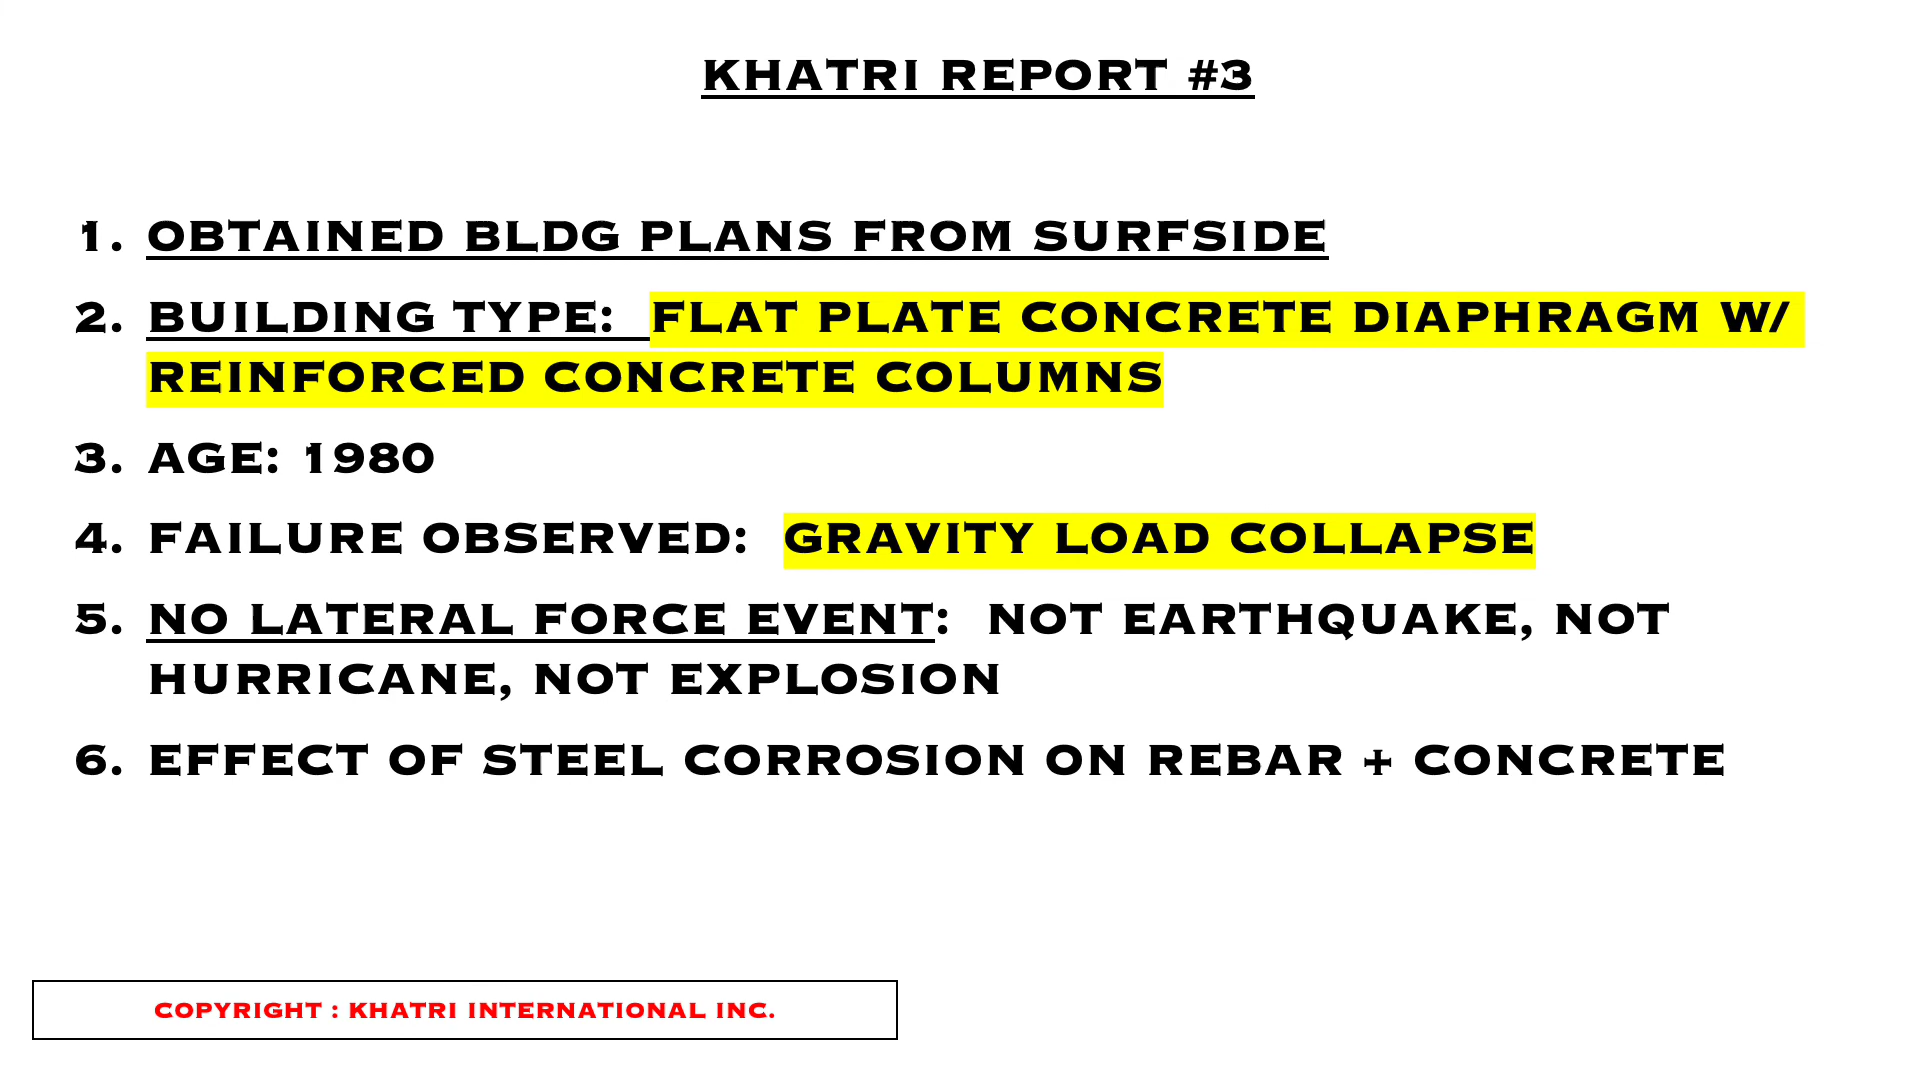 KHATRI REPORT #3
1. OBTAINED BLDG PLANS FROM SURFSIDE
2. BUILDING TYPE: FLAT PLATE CONCRETE DIAPHRAGM W/
REINFORCED CONCRETE COLUMNS
3. AGE: 1980
4. FAILURE OBSERVED: GRAVITY LOAD COLLAPSE
5. NO LATERAL FORCE EVENT: NOT EARTHQUAKE, NOT
HURRICANE, NOT EXPLOSION
6. EFFECT OF STEEL CORROSION ON REBAR + CONCRETE
COPYRIGHT : KHATRI INTERNATIONAL INC.